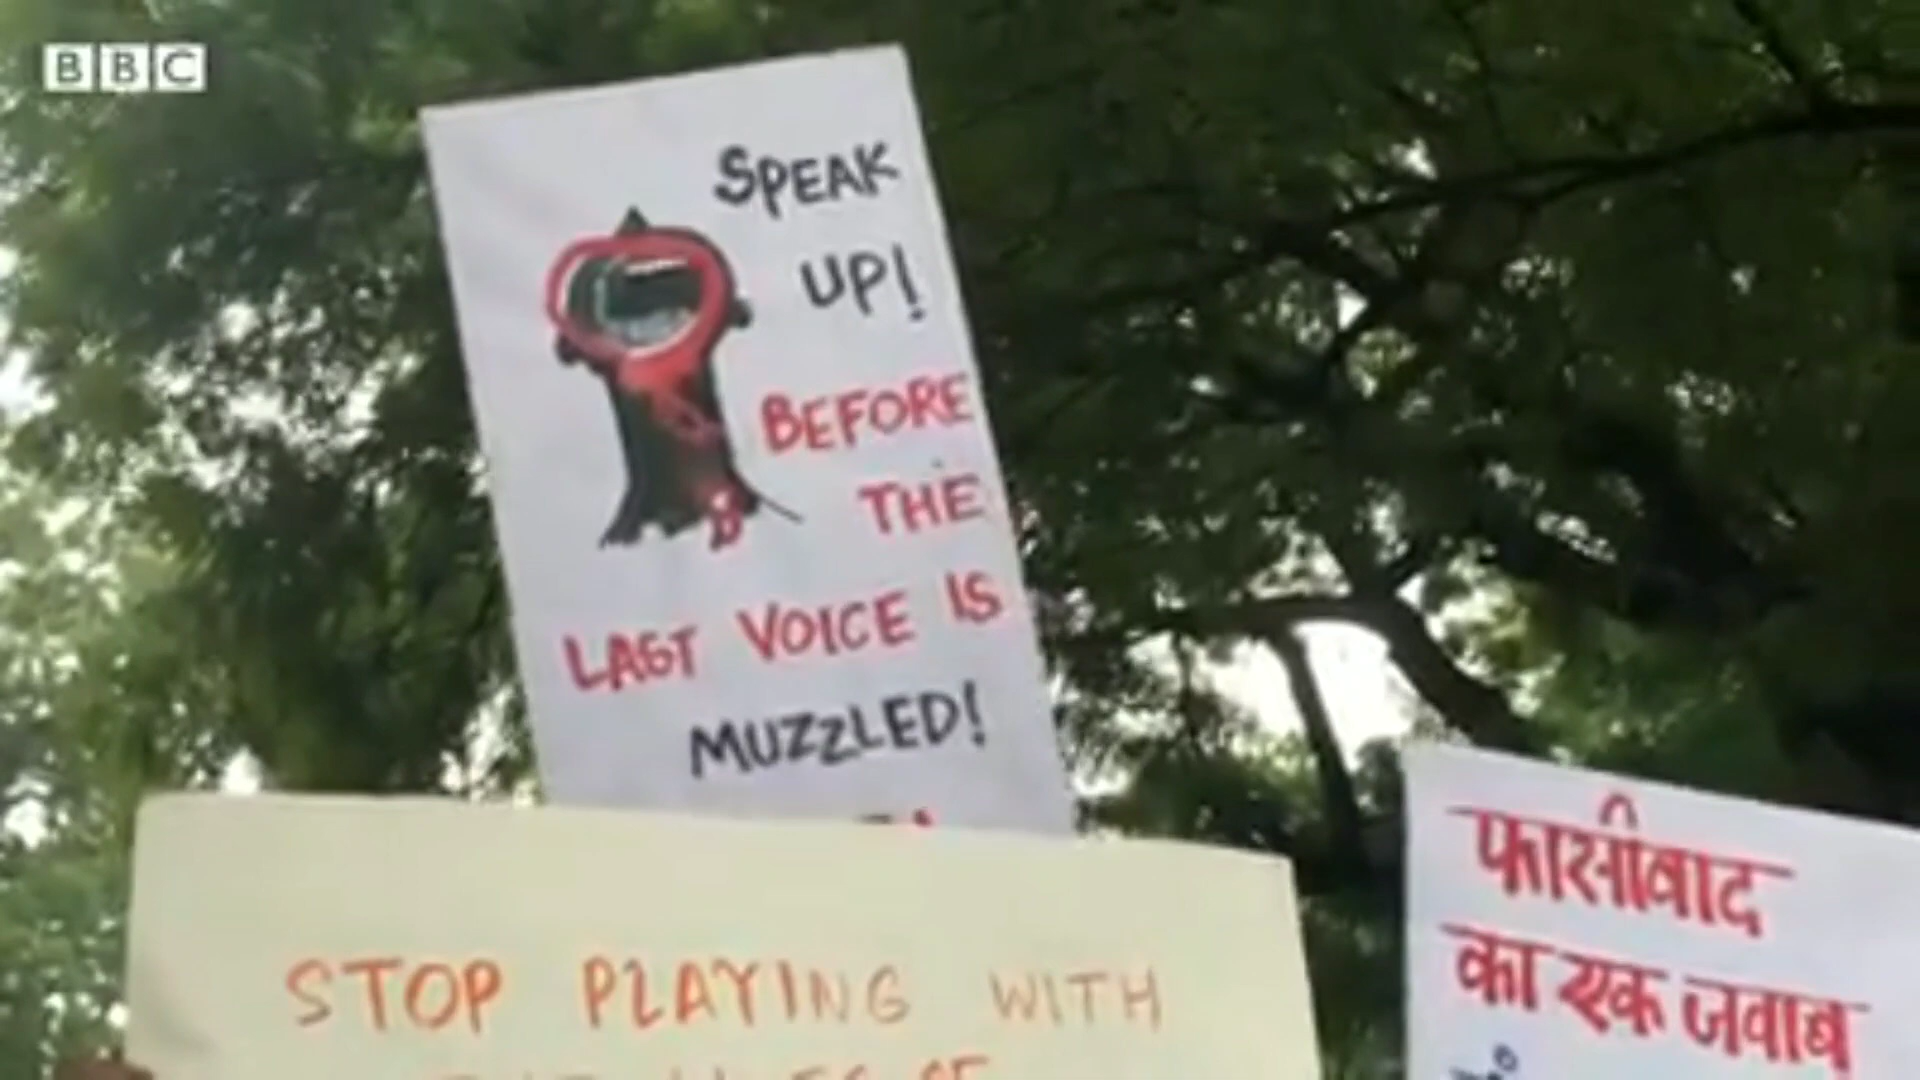 BBC
SPEAK
UP!
BEFORE
THE
LAST VOICE IS
MUZZLED!
STOP PLAYING WITH
फासीवाद
का एक जवाब